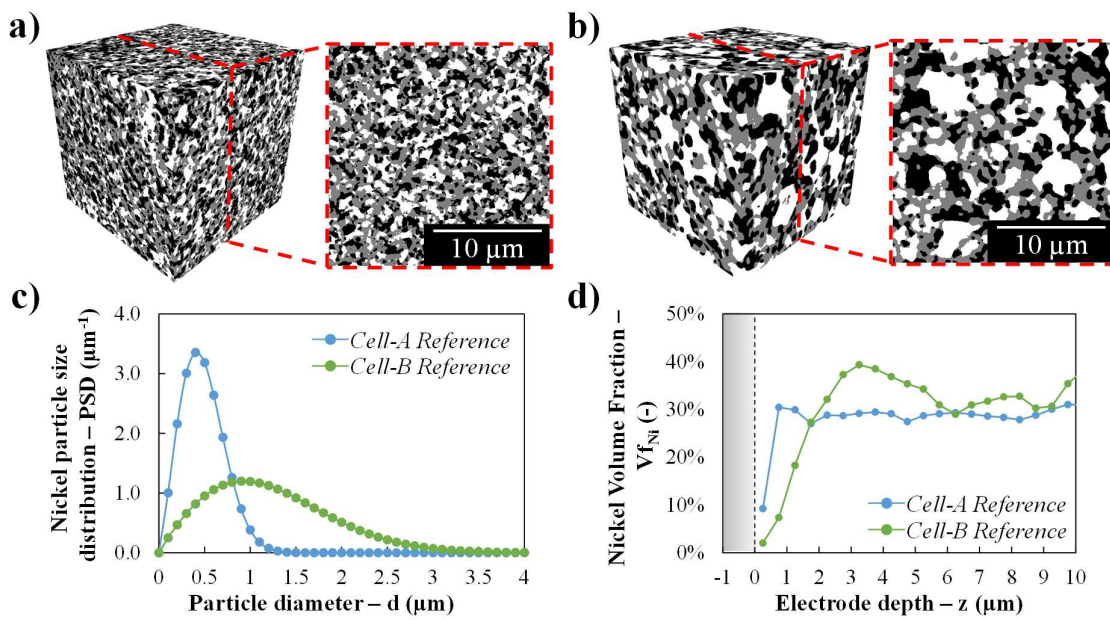 a)
b)
10 µm
10 µm
c)
d)
Nickel particle size
distribution – PSD (µm⁻¹)
4.0
3.0
2.0
1.0
0.0
Cell-A Reference
Cell-B Reference
0
0.5
1
1.5
2
2.5
3
3.5
4
Particle diameter – d (µm)
Nickel Volume Fraction –
Vf_Ni (-)
50%
40%
30%
20%
10%
0%
Cell-A Reference
Cell-B Reference
-1
0
1
2
3
4
5
6
7
8
9
10
Electrode depth – z (µm)